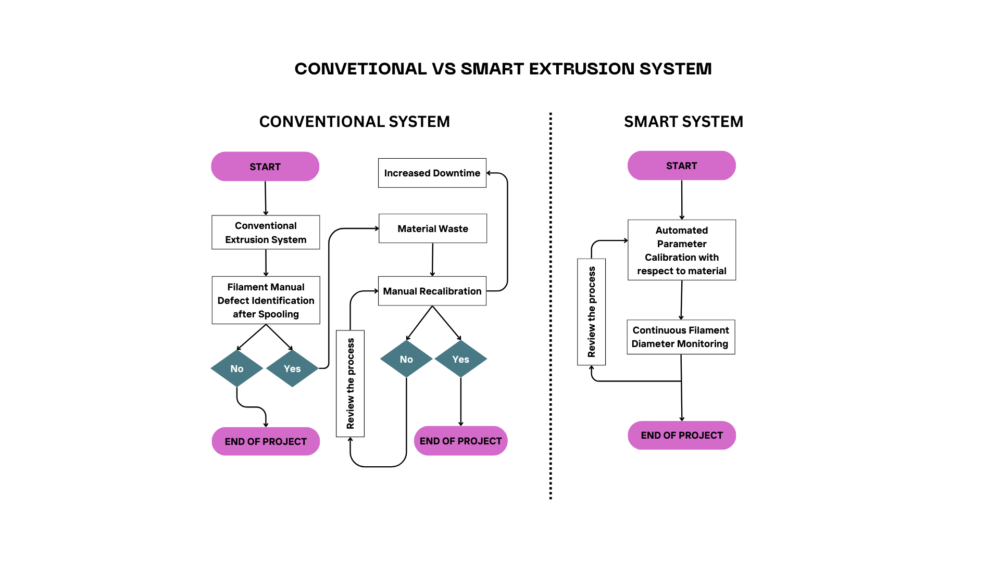 CONVETIONAL VS SMART EXTRUSION SYSTEM
CONVENTIONAL SYSTEM
START
Conventional
Extrusion System
Filament Manual
Defect Identification
after Spooling
No
Yes
END OF PROJECT
Increased Downtime
Material Waste
Manual Recalibration
Review the process
No
Yes
END OF PROJECT
SMART SYSTEM
START
Automated
Parameter
Calibration with
respect to material
Review the process
Continuous Filament
Diameter Monitoring
END OF PROJECT